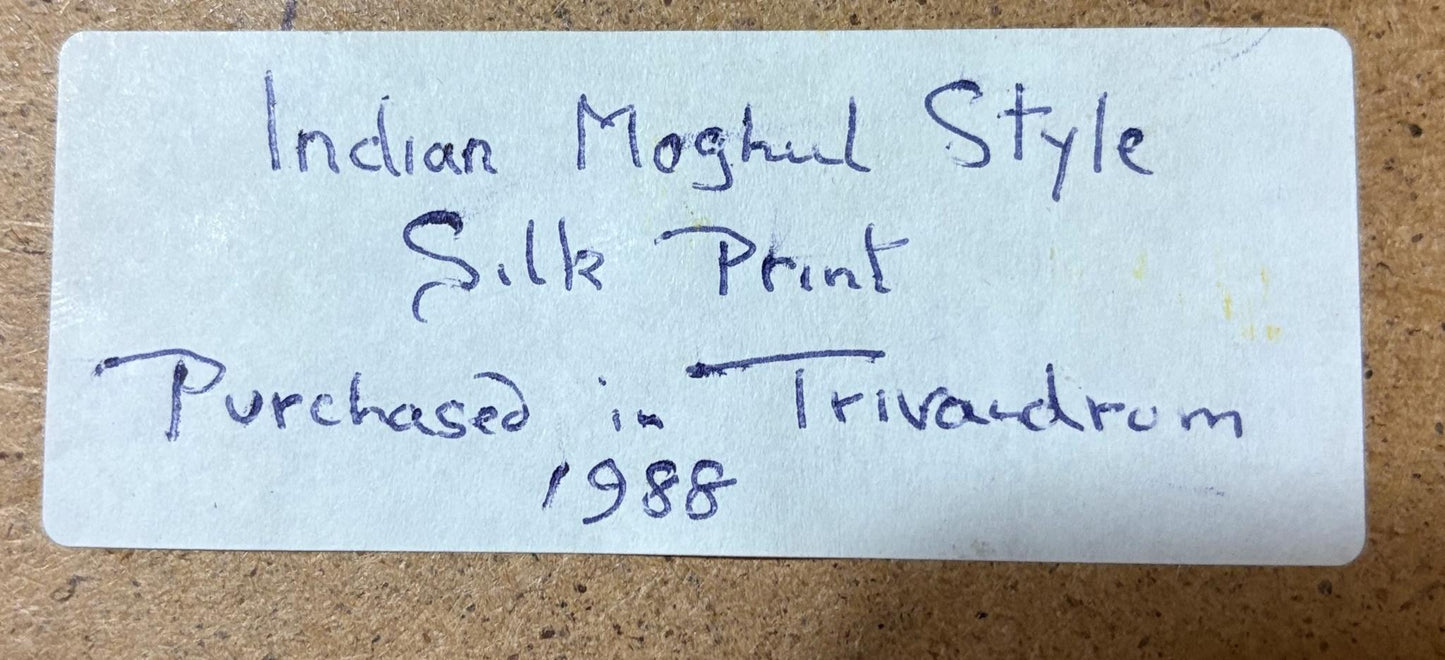 Indian Moghul Style
Silk Print
Purchased in Trivandrum
1988